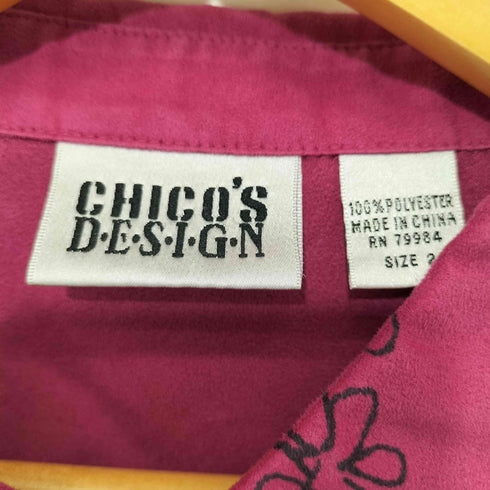 CHICO'S
D·E·S·I·G·N
100% POLYESTER
MADE IN CHINA
RN 79984
SIZE 2